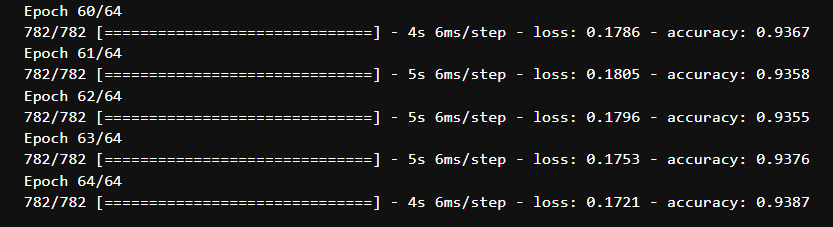 Epoch 60/64
782/782 [==============================] - 4s 6ms/step - loss: 0.1786 - accuracy: 0.9367
Epoch 61/64
782/782 [==============================] - 5s 6ms/step - loss: 0.1805 - accuracy: 0.9358
Epoch 62/64
782/782 [==============================] - 5s 6ms/step - loss: 0.1796 - accuracy: 0.9355
Epoch 63/64
782/782 [==============================] - 5s 6ms/step - loss: 0.1753 - accuracy: 0.9376
Epoch 64/64
782/782 [==============================] - 4s 6ms/step - loss: 0.1721 - accuracy: 0.9387